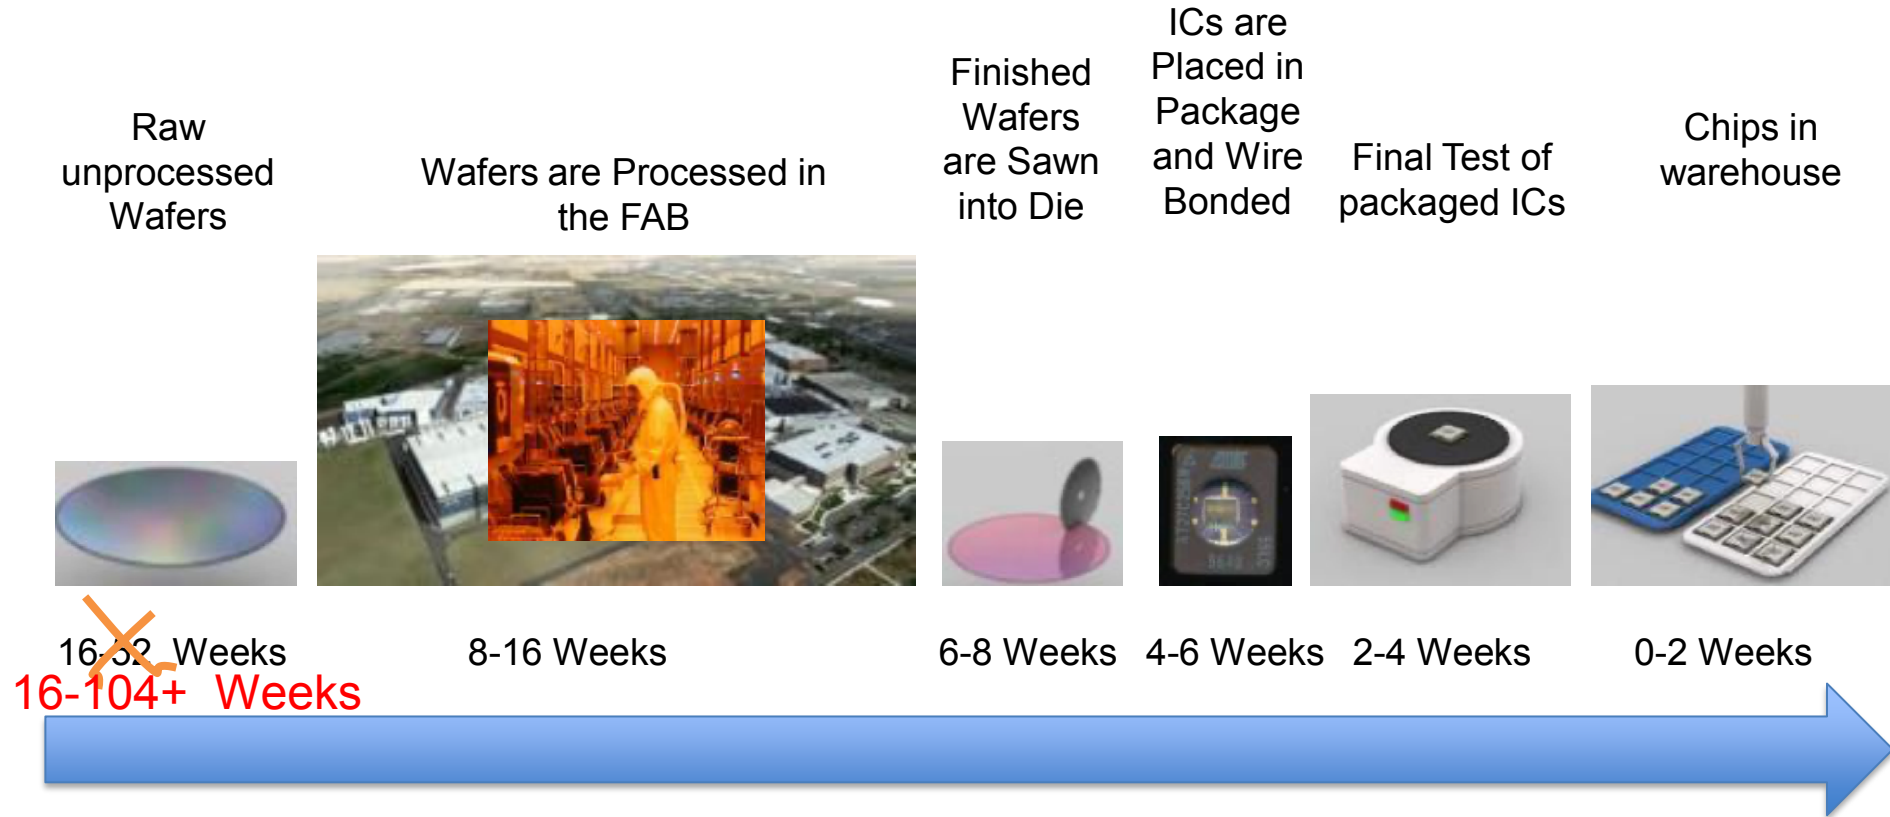 Raw
unprocessed
Wafers
Wafers are Processed in
the FAB
Finished
Wafers
are Sawn
into Die
ICs are
Placed in
Package
and Wire
Bonded
Final Test of
packaged ICs
Chips in
warehouse
16-52 Weeks
8-16 Weeks
6-8 Weeks
4-6 Weeks
2-4 Weeks
0-2 Weeks
16-104+ Weeks